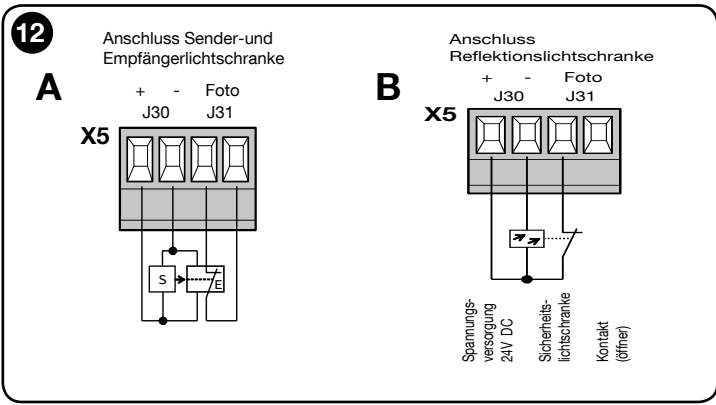 12
Anschluss Sender-und
Empfängerlichtschranke
A
+ - Foto
J30 J31
X5
S E
Anschluss
Reflektionslichtschranke
B
+ - Foto
J30 J31
X5
Spannungs-
versorgung
24V DC
Sicherheits-
lichtschranke
Kontakt
(öffner)